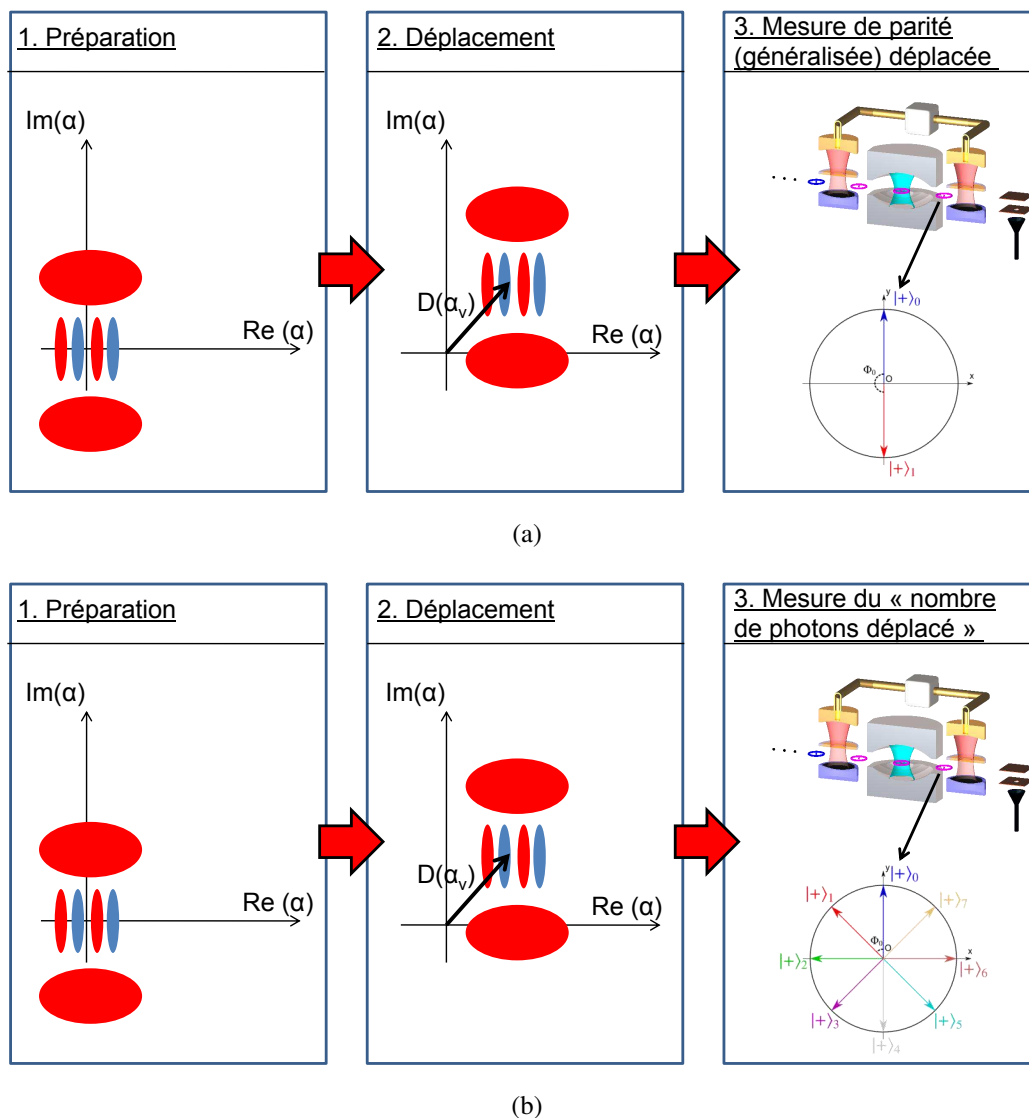 1. Préparation
2. Déplacement
3. Mesure de parité
(généralisée) déplacée
Im(α)
Re (α)
Im(α)
D(αᵥ)
Re (α)
. . .
y
|+⟩₀
Φ₀
O
x
|+⟩₁
(a)
1. Préparation
2. Déplacement
3. Mesure du « nombre
de photons déplacé »
Im(α)
Re (α)
Im(α)
D(αᵥ)
Re (α)
. . .
y
|+⟩₀
|+⟩₁
|+⟩₇
Φ₀
O
x
|+⟩₂
|+⟩₆
|+⟩₃
|+⟩₅
|+⟩₄
(b)